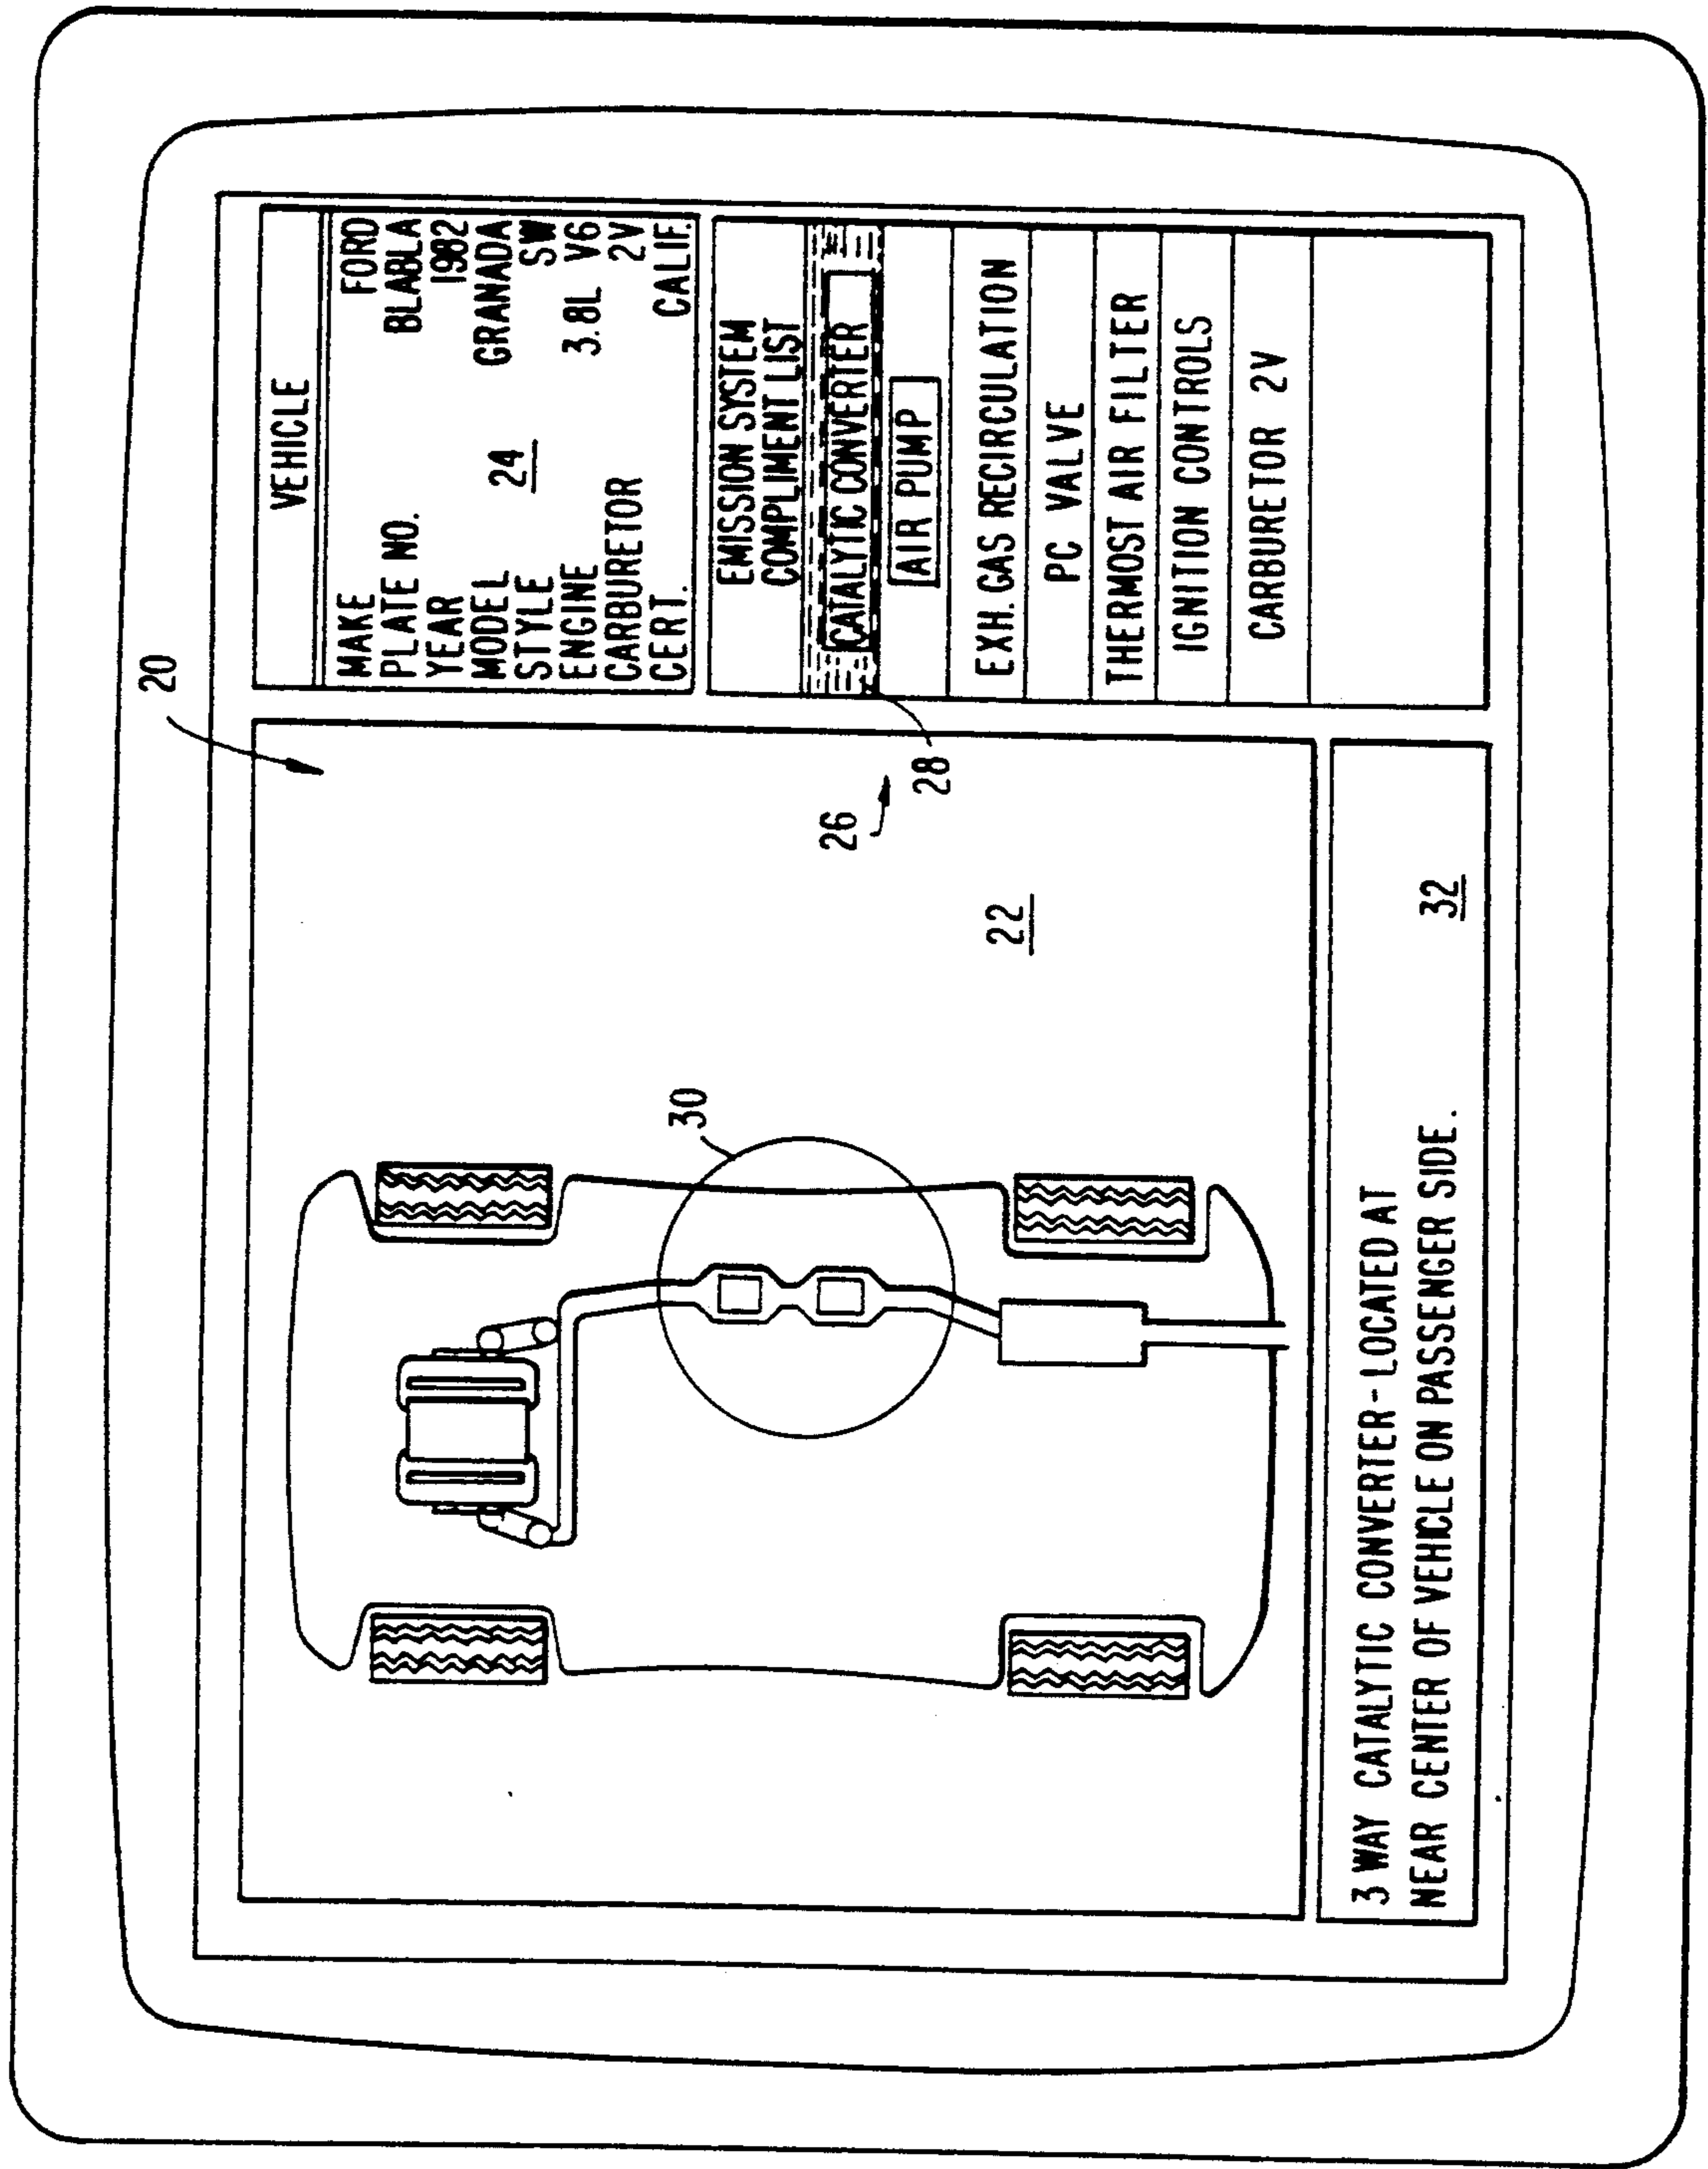 20
VEHICLE
MAKE FORD
PLATE NO. BLABLA
YEAR 1982
MODEL GRANADA
STYLE SW
24
ENGINE 3.8L V6
CARBURETOR 2V
CERT. CALIF.
EMISSION SYSTEM
COMPLIMENT LIST
CATALYTIC CONVERTER
AIR PUMP
EXH. GAS RECIRCULATION
PC VALVE
THERMOST AIR FILTER
IGNITION CONTROLS
CARBURETOR 2V
30
26
28
22
3 WAY CATALYTIC CONVERTER-LOCATED AT
NEAR CENTER OF VEHICLE ON PASSENGER SIDE.
32